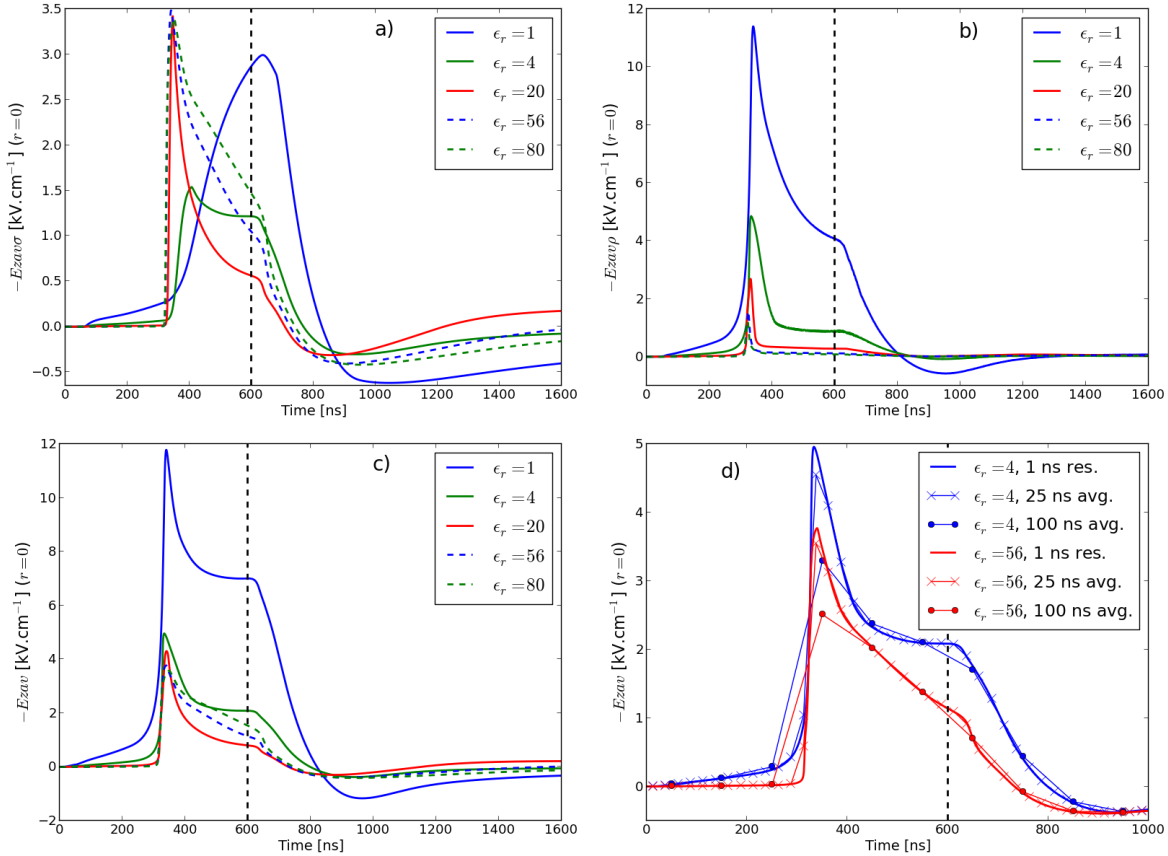 a)
−Ezavσ [kV.cm⁻¹] (r=0)
3.5
3.0
2.5
2.0
1.5
1.0
0.5
0.0
−0.5
0 200 400 600 800 1000 1200 1400 1600
Time [ns]
ϵᵣ = 1
ϵᵣ = 4
ϵᵣ = 20
ϵᵣ = 56
ϵᵣ = 80
b)
−Ezavρ [kV.cm⁻¹] (r=0)
12
10
8
6
4
2
0
0 200 400 600 800 1000 1200 1400 1600
Time [ns]
ϵᵣ = 1
ϵᵣ = 4
ϵᵣ = 20
ϵᵣ = 56
ϵᵣ = 80
c)
−Ezav [kV.cm⁻¹] (r=0)
12
10
8
6
4
2
0
−2
0 200 400 600 800 1000 1200 1400 1600
Time [ns]
ϵᵣ = 1
ϵᵣ = 4
ϵᵣ = 20
ϵᵣ = 56
ϵᵣ = 80
d)
−Ezav [kV.cm⁻¹] (r=0)
5
4
3
2
1
0
0 200 400 600 800 1000
Time [ns]
ϵᵣ = 4, 1 ns res.
ϵᵣ = 4, 25 ns avg.
ϵᵣ = 4, 100 ns avg.
ϵᵣ = 56, 1 ns res.
ϵᵣ = 56, 25 ns avg.
ϵᵣ = 56, 100 ns avg.